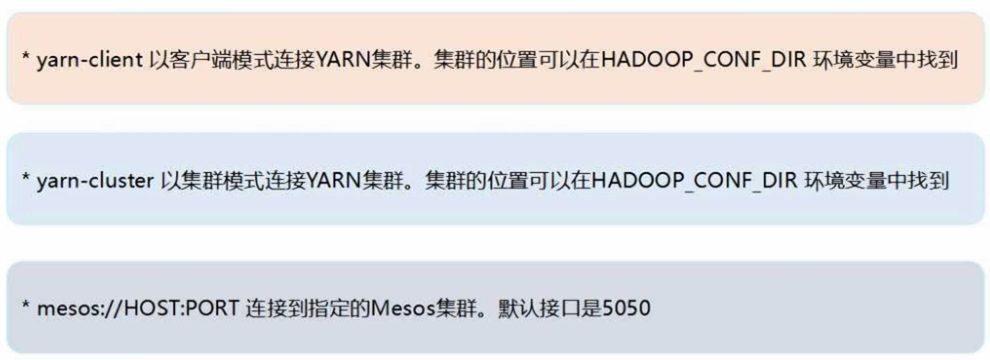 * yarn-client 以客户端模式连接YARN集群。集群的位置可以在HADOOP_CONF_DIR 环境变量中找到
* yarn-cluster 以集群模式连接YARN集群。集群的位置可以在HADOOP_CONF_DIR 环境变量中找到
* mesos://HOST:PORT 连接到指定的Mesos集群。默认接口是5050